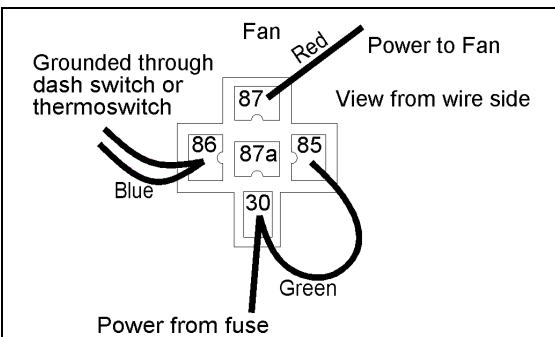 Fan
Red
Power to Fan
Grounded through
dash switch or
thermoswitch
View from wire side
87
86
87a
85
Blue
30
Green
Power from fuse